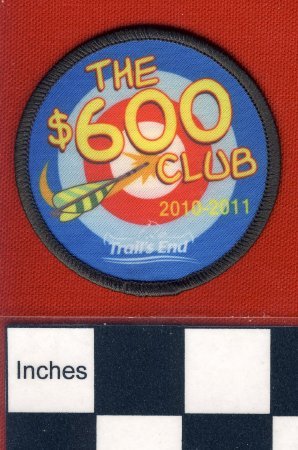 THE
$600
CLUB
2010-2011
Trail's End
Inches